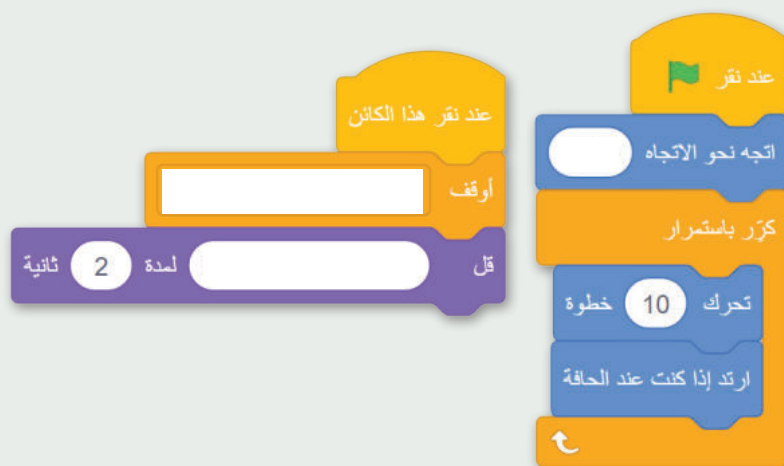 عند نقر
اتجه نحو الاتجاه
كرّر باستمرار
تحرك 10 خطوة
ارتد إذا كنت عند الحافة
عند نقر هذا الكائن
أوقف
قل لمدة 2 ثانية